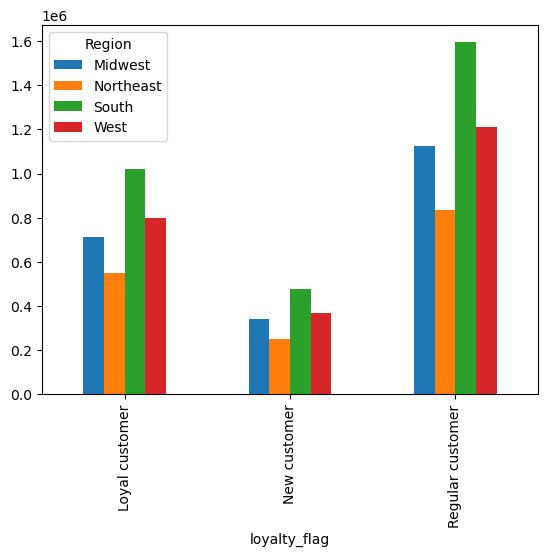 1e6
Region
Midwest
Northeast
South
West
1.6
1.4
1.2
1.0
0.8
0.6
0.4
0.2
0.0
Loyal customer
New customer
Regular customer
loyalty_flag